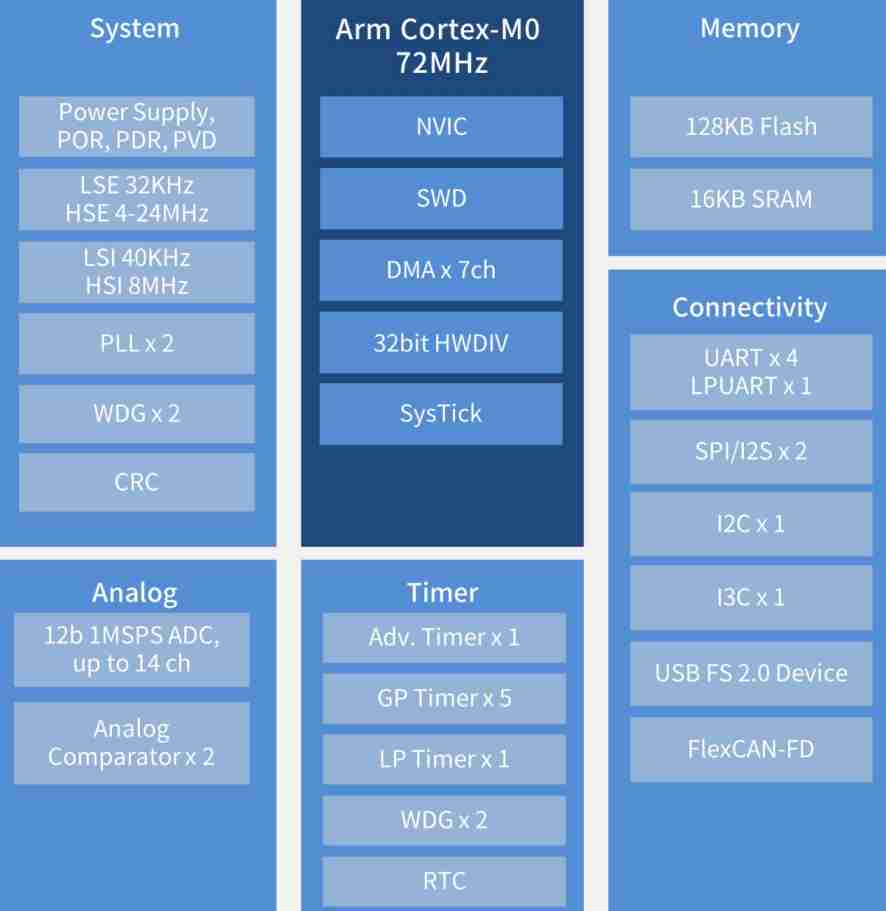 System
Power Supply,
POR, PDR, PVD
LSE 32KHz
HSE 4-24MHz
LSI 40KHz
HSI 8MHz
PLL x 2
WDG x 2
CRC
Arm Cortex-M0
72MHz
NVIC
SWD
DMA x 7ch
32bit HWDIV
SysTick
Memory
128KB Flash
16KB SRAM
Connectivity
UART x 4
LPUART x 1
SPI/I2S x 2
I2C x 1
I3C x 1
USB FS 2.0 Device
FlexCAN-FD
Analog
12b 1MSPS ADC,
up to 14 ch
Analog
Comparator x 2
Timer
Adv. Timer x 1
GP Timer x 5
LP Timer x 1
WDG x 2
RTC